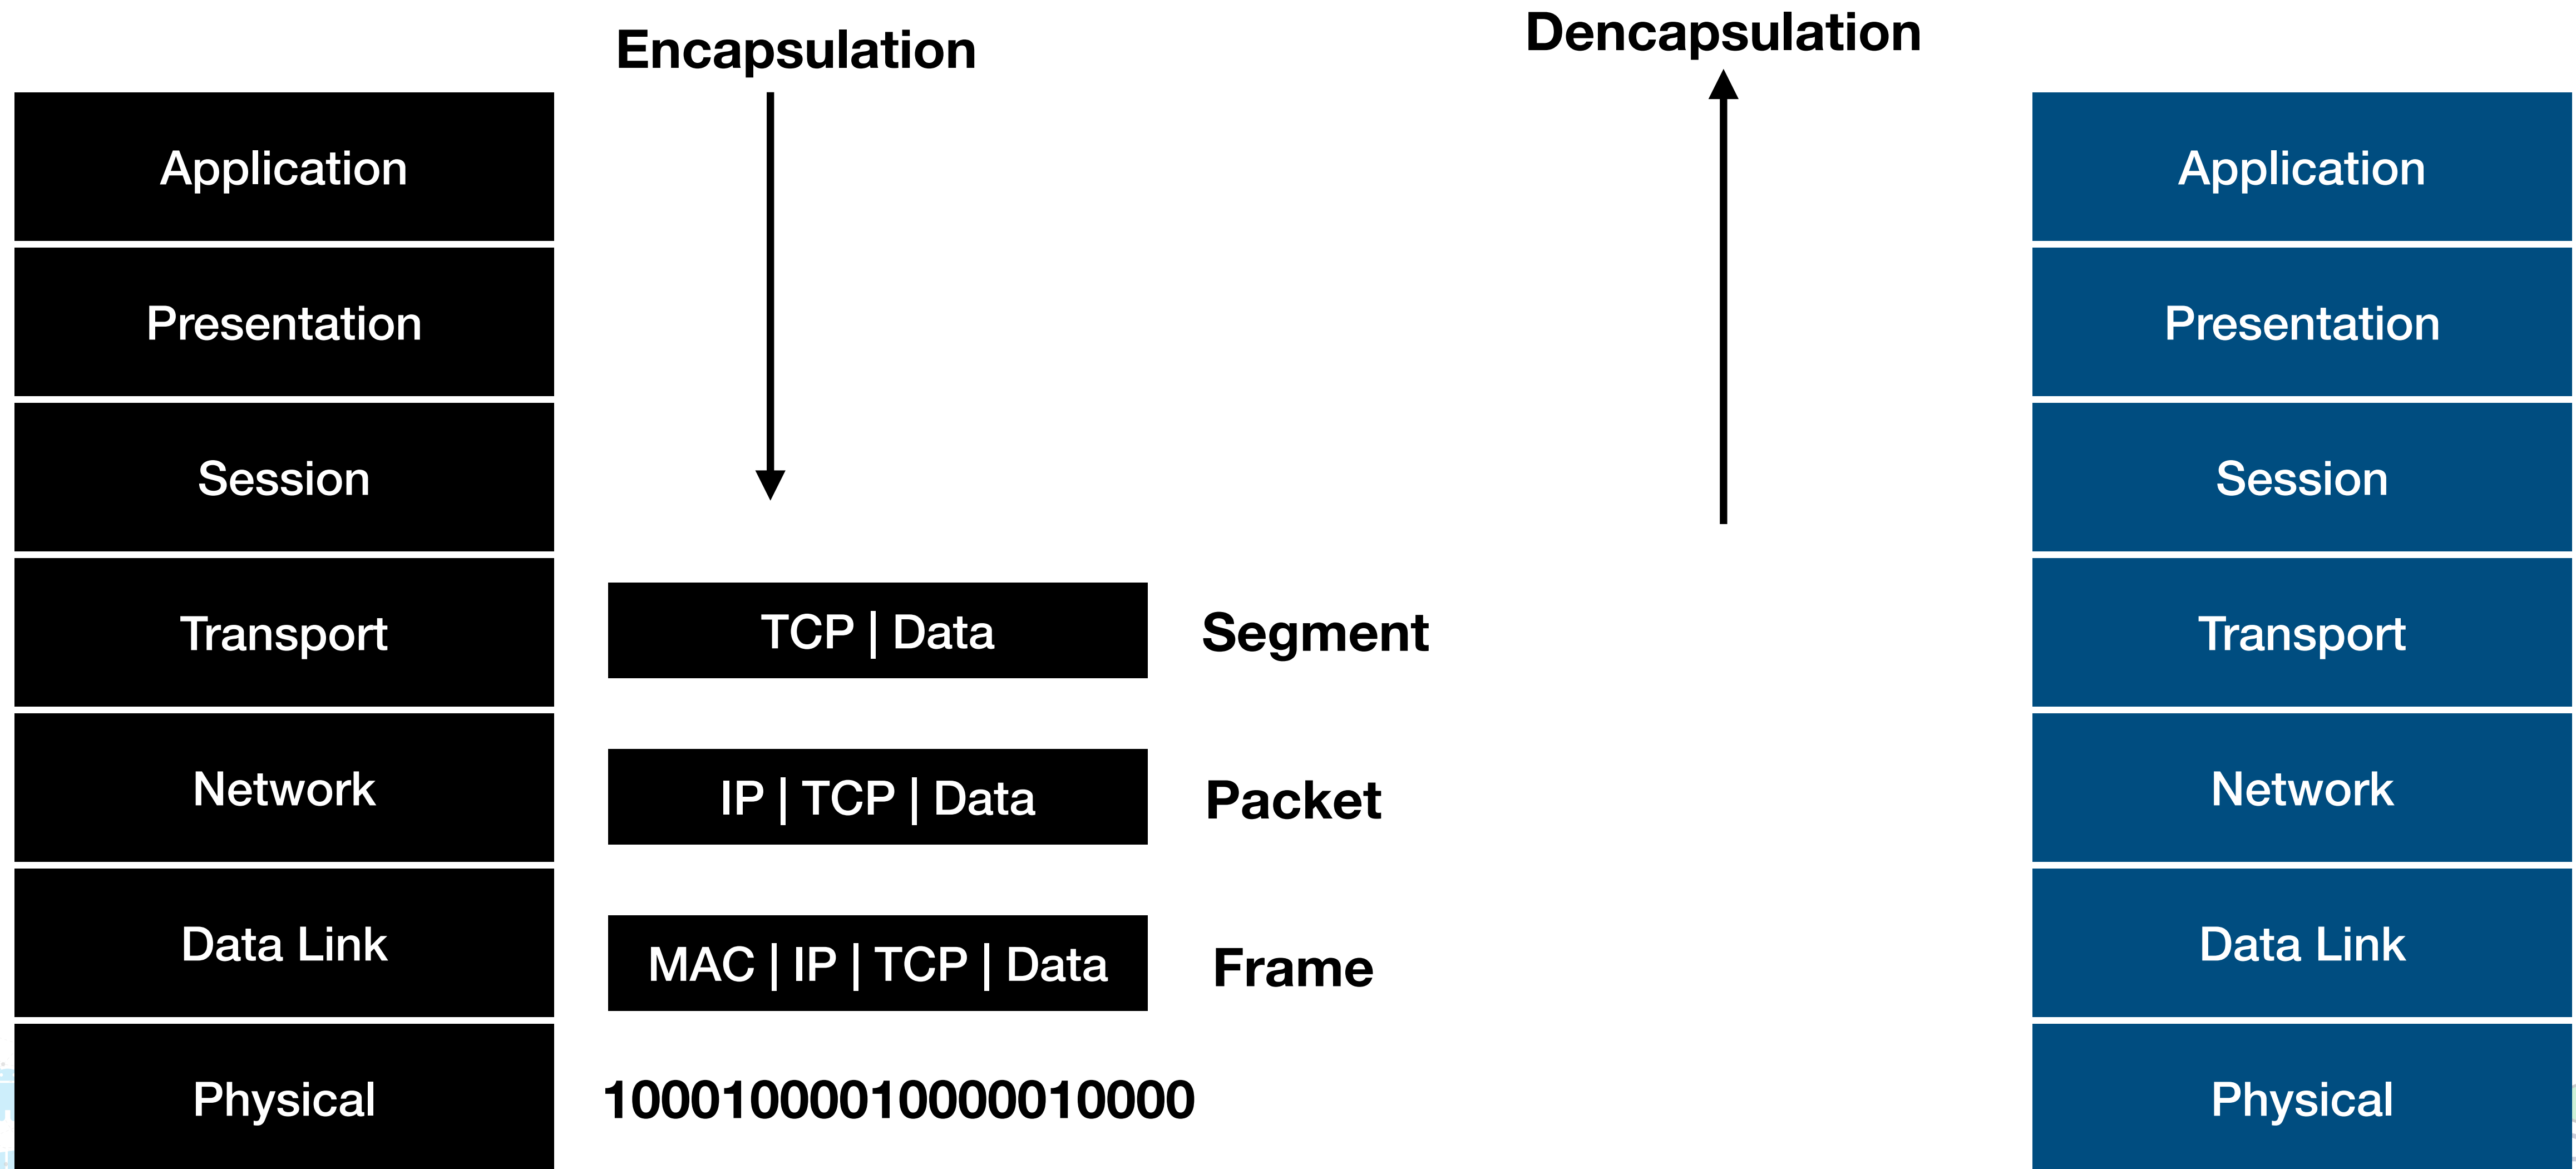 Encapsulation
Dencapsulation
Application
Presentation
Session
Transport
Network
Data Link
Physical
TCP | Data
Segment
IP | TCP | Data
Packet
MAC | IP | TCP | Data
Frame
10001000010000010000
Application
Presentation
Session
Transport
Network
Data Link
Physical